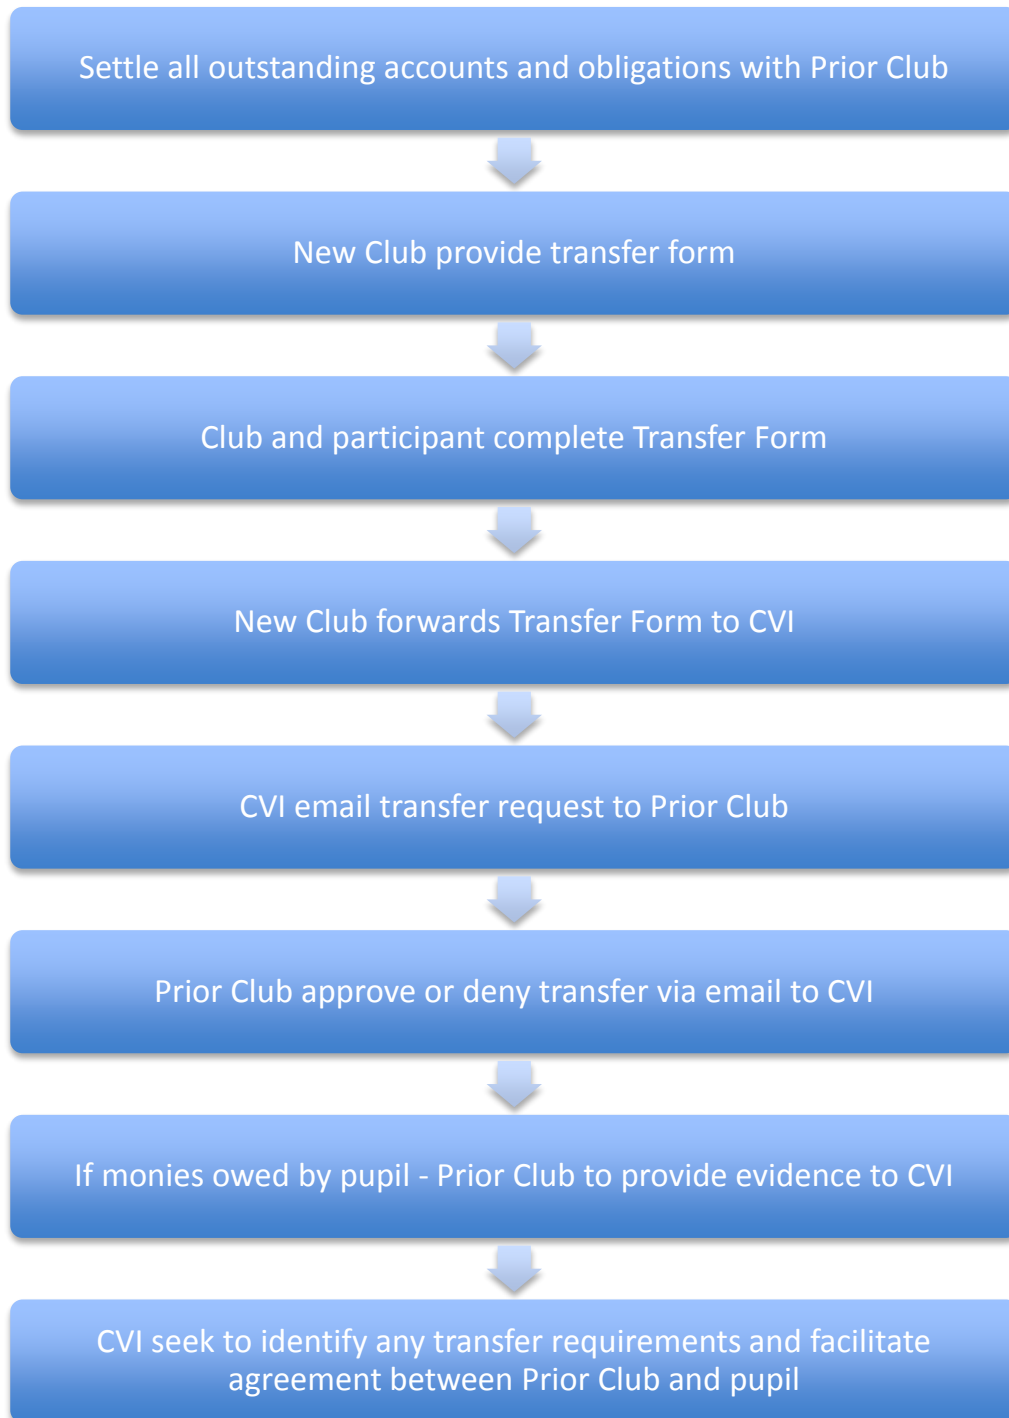 Settle all outstanding accounts and obligations with Prior Club
New Club provide transfer form
Club and participant complete Transfer Form
New Club forwards Transfer Form to CVI
CVI email transfer request to Prior Club
Prior Club approve or deny transfer via email to CVI
If monies owed by pupil - Prior Club to provide evidence to CVI
CVI seek to identify any transfer requirements and facilitate
agreement between Prior Club and pupil